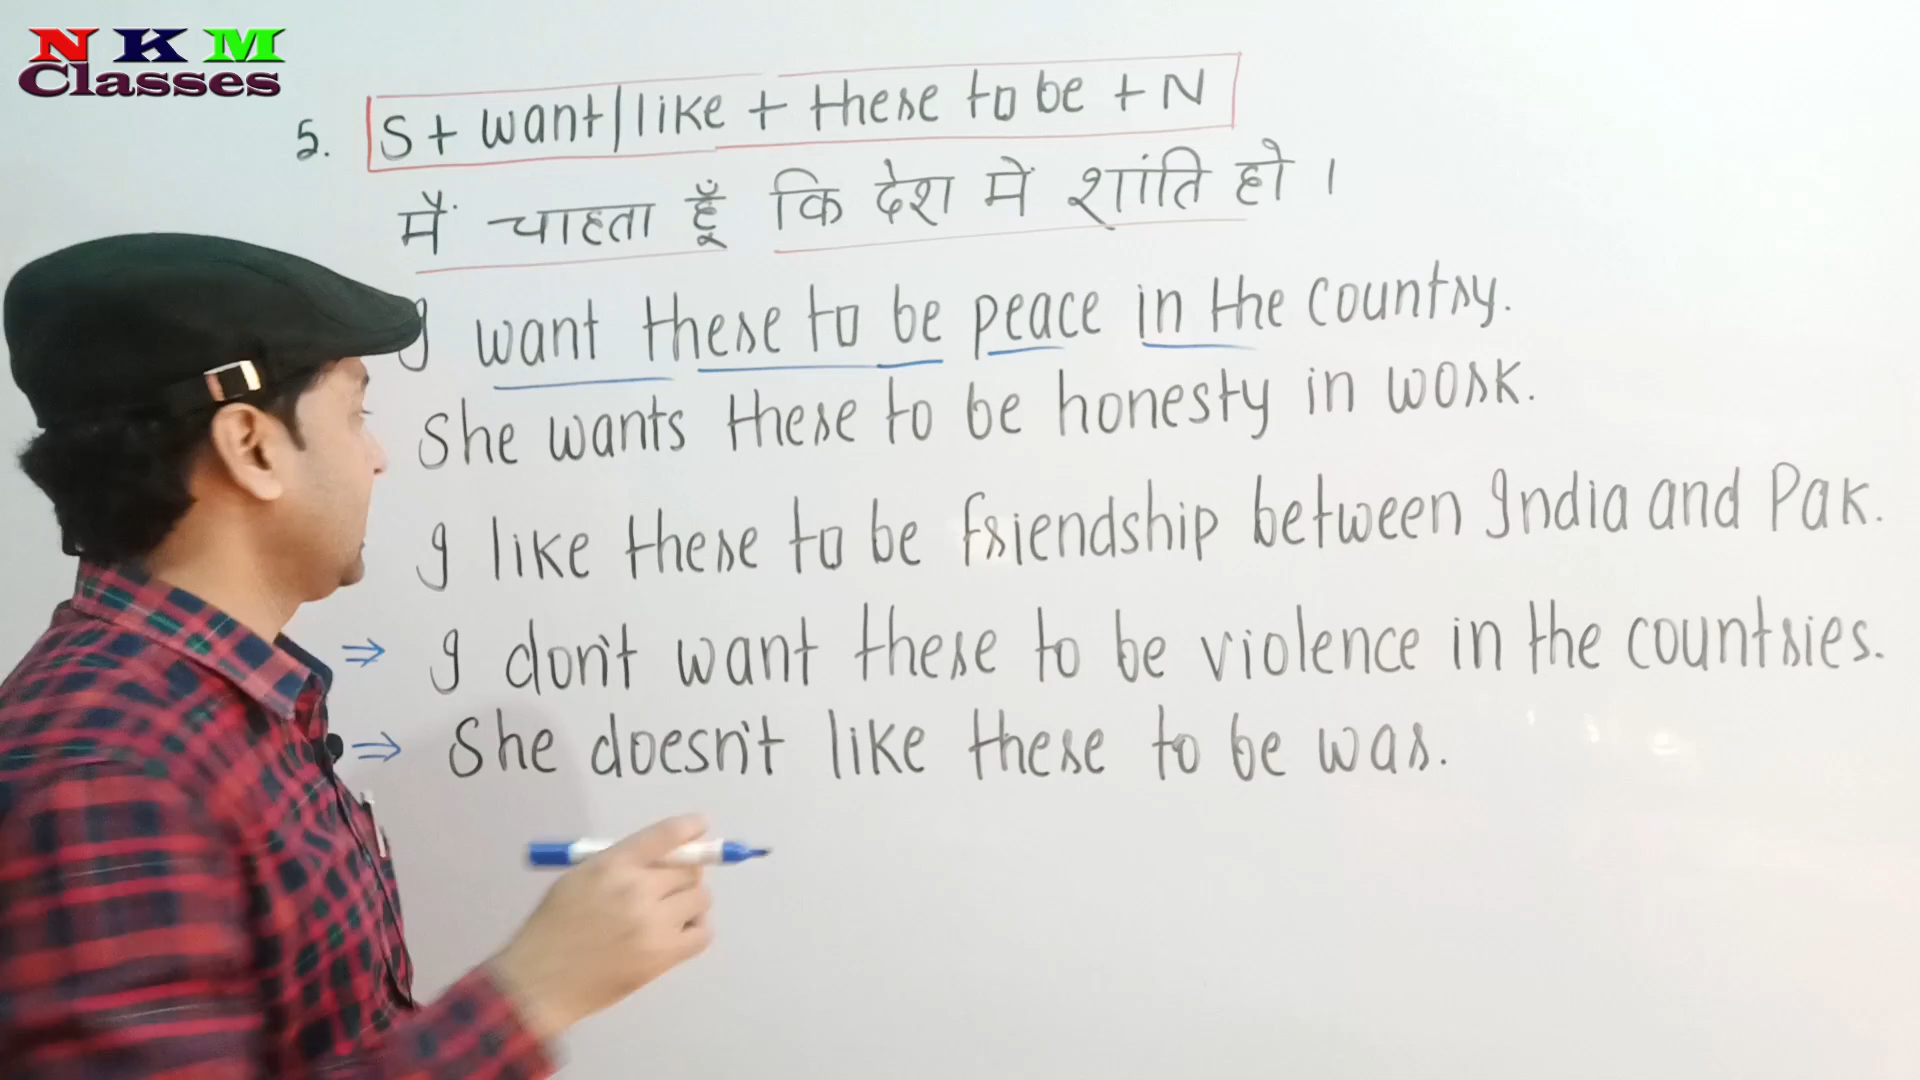 NKM
Classes
5. S + want/like + there to be + N
मैं चाहता हूँ कि देश में शांति हो ।
I want there to be peace in the country.
She wants there to be honesty in work.
I like there to be friendship between India and Pak.
⇒ I don't want there to be violence in the countries.
⇒ She doesn't like there to be war.